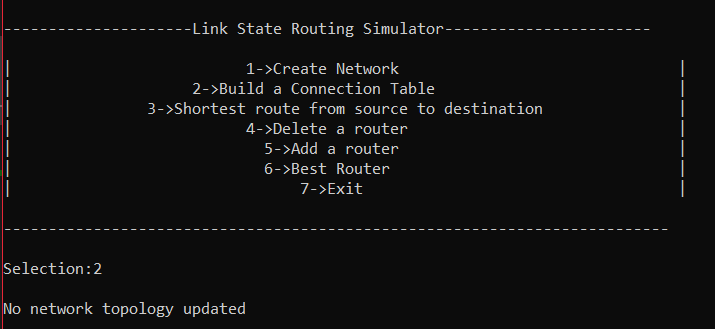 ---------------------Link State Routing Simulator-----------------------
| 1->Create Network |
| 2->Build a Connection Table |
| 3->Shortest route from source to destination |
| 4->Delete a router |
| 5->Add a router |
| 6->Best Router |
| 7->Exit |
--------------------------------------------------------------------------
Selection:2
No network topology updated